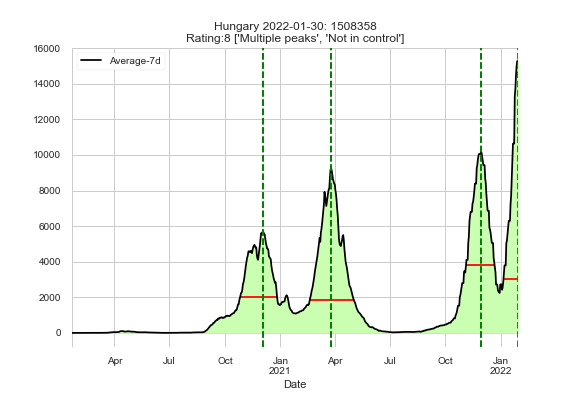 Hungary 2022-01-30: 1508358
Rating:8 ['Multiple peaks', 'Not in control']
Average-7d
16000
14000
12000
10000
8000
6000
4000
2000
0
Apr Jul Oct Jan Apr Jul Oct Jan
2021 2022
Date